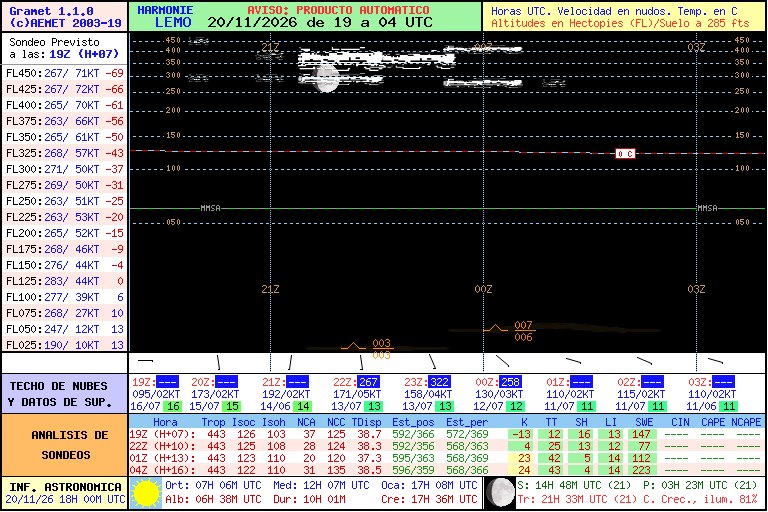 Gramet 1.1.0
(c)AEMET 2003-19
HARMONIE
LEMO
AVISO: PRODUCTO AUTOMATICO
20/11/2026 de 19 a 04 UTC
Horas UTC. Velocidad en nudos. Temp. en C
Altitudes en Hectopies (FL)/Suelo a 285 fts
Sondeo Previsto
a las: 19Z (H+07)
FL450:267/ 71KT -69
FL425:267/ 72KT -66
FL400:265/ 70KT -61
FL375:263/ 66KT -56
FL350:265/ 61KT -50
FL325:268/ 57KT -43
FL300:271/ 50KT -37
FL275:269/ 50KT -31
FL250:263/ 51KT -25
FL225:263/ 53KT -20
FL200:265/ 52KT -15
FL175:268/ 46KT -9
FL150:276/ 44KT -4
FL125:283/ 44KT 0
FL100:277/ 39KT 6
FL075:268/ 27KT 10
FL050:247/ 12KT 13
FL025:190/ 10KT 13
450 450
400 21Z 00Z 03Z 400
350 350
300 300
250 250
200 200
150 150
0 C
100 100
MMSA MMSA
050 050
21Z 00Z 03Z
007
006
003
TECHO DE NUBES
Y DATOS DE SUP.
19Z:--- 20Z:--- 21Z:--- 22Z:267 23Z:322 00Z:258 01Z:--- 02Z:--- 03Z:---
095/02KT 173/02KT 192/02KT 171/05KT 158/04KT 130/03KT 110/02KT 115/02KT 110/02KT
16/07 16 15/07 15 14/06 14 13/07 13 13/07 13 12/07 12 11/07 11 11/07 11 11/06 11
ANALISIS DE
SONDEOS
Hora Trop Isoc Isoh NCA NCC TDisp Est_pos Est_per K TT SH LI SWE CIN CAPE NCAPE
19Z (H+07): 443 126 103 37 125 38.7 592/366 572/369 -13 12 16 13 147 ---- ---- ----
22Z (H+10): 443 125 108 28 124 38.3 592/366 568/369 4 25 13 12 77 ---- ---- ----
01Z (H+13): 443 123 110 20 120 37.3 592/363 568/366 23 42 5 14 112 ---- ---- ----
04Z (H+16): 443 122 110 31 135 38.5 596/359 568/363 24 43 4 14 223 ---- ---- ----
INF. ASTRONOMICA
20/11/26 18H 00M UTC
Ort: 07H 06M UTC Med: 12H 07M UTC Oca: 17H 08M UTC
Alb: 06H 38M UTC Dur: 10H 01M Cre: 17H 36M UTC
S: 14H 48M UTC (21) P: 03H 23M UTC (21)
Tr: 21H 33M UTC (21) C. Crec., ilum. 81%